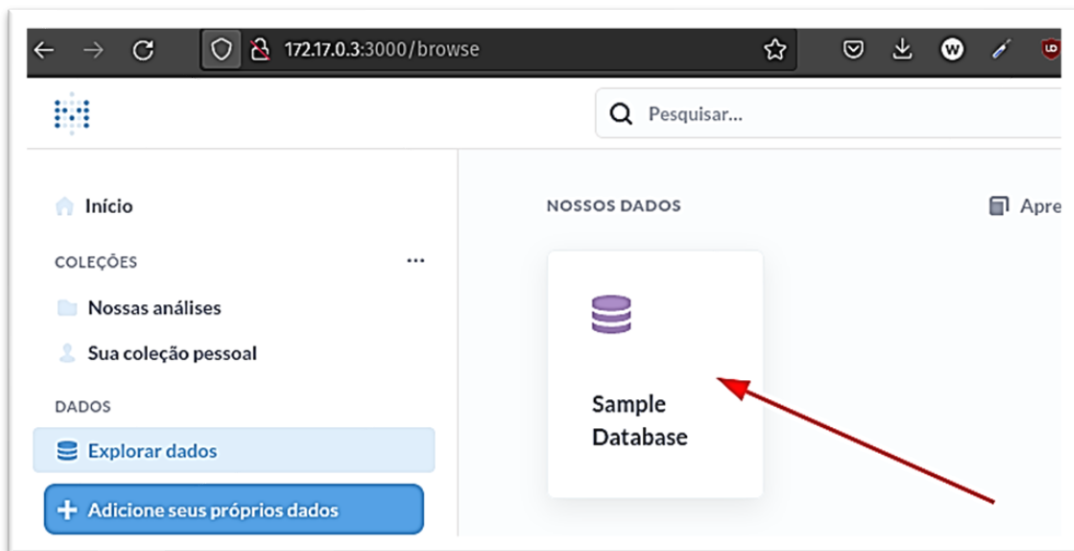 172.17.0.3:3000/browse
Pesquisar...
Início
COLEÇÕES
Nossas análises
Sua coleção pessoal
DADOS
Explorar dados
+ Adicione seus próprios dados
NOSSOS DADOS
Apre
Sample
Database